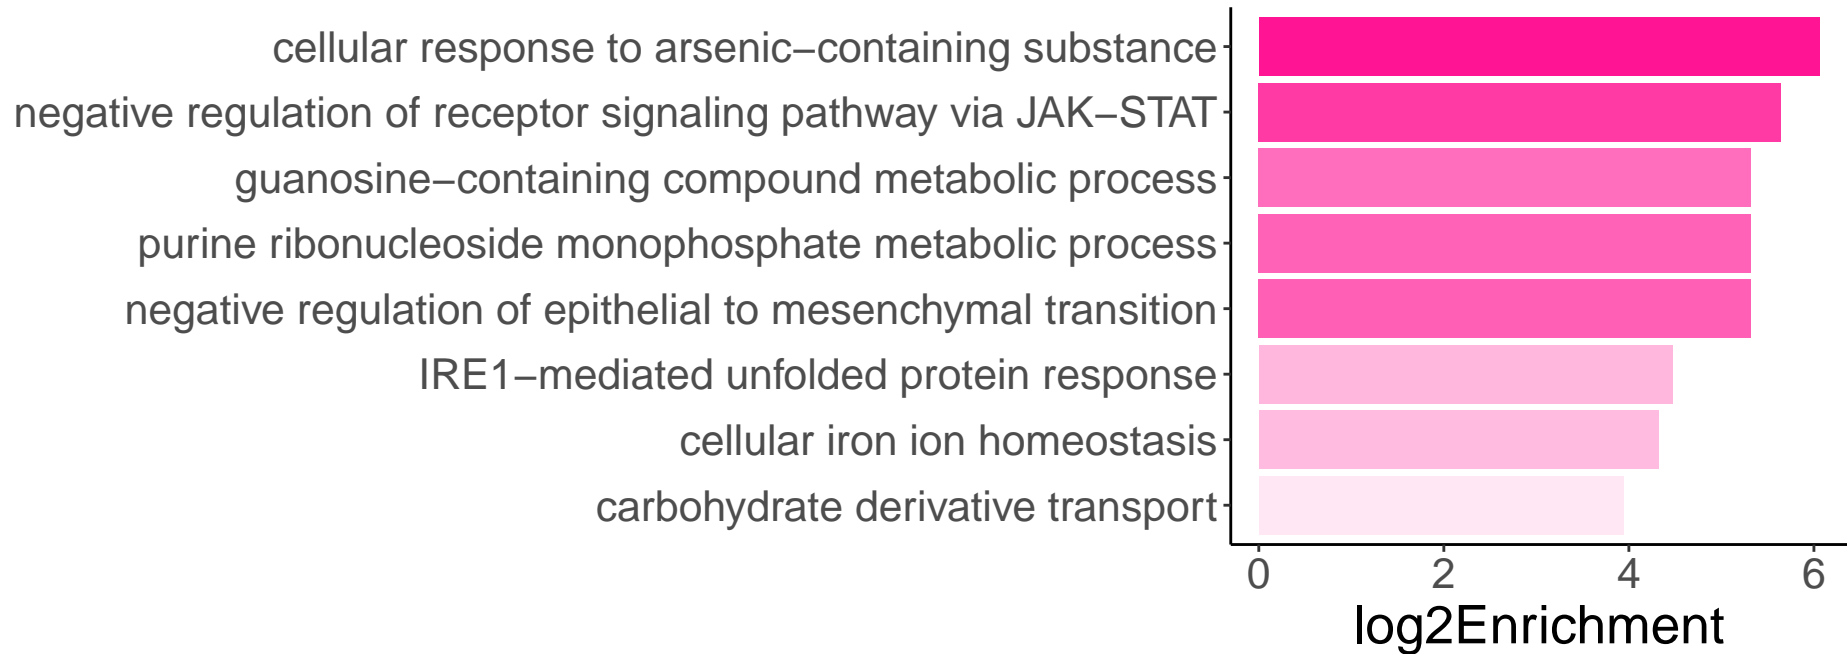 cellular response to arsenic−containing substance
negative regulation of receptor signaling pathway via JAK−STAT
guanosine−containing compound metabolic process
purine ribonucleoside monophosphate metabolic process
negative regulation of epithelial to mesenchymal transition
IRE1−mediated unfolded protein response
cellular iron ion homeostasis
carbohydrate derivative transport
0 2 4 6
log2Enrichment